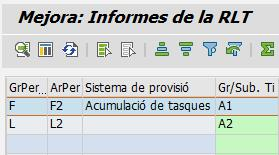 Mejora: Informes de la RLT
GrPer... ArPer Sistema de provisió Gr/Sub. Ti
F F2 Acumulació de tasques A1
L L2 A2